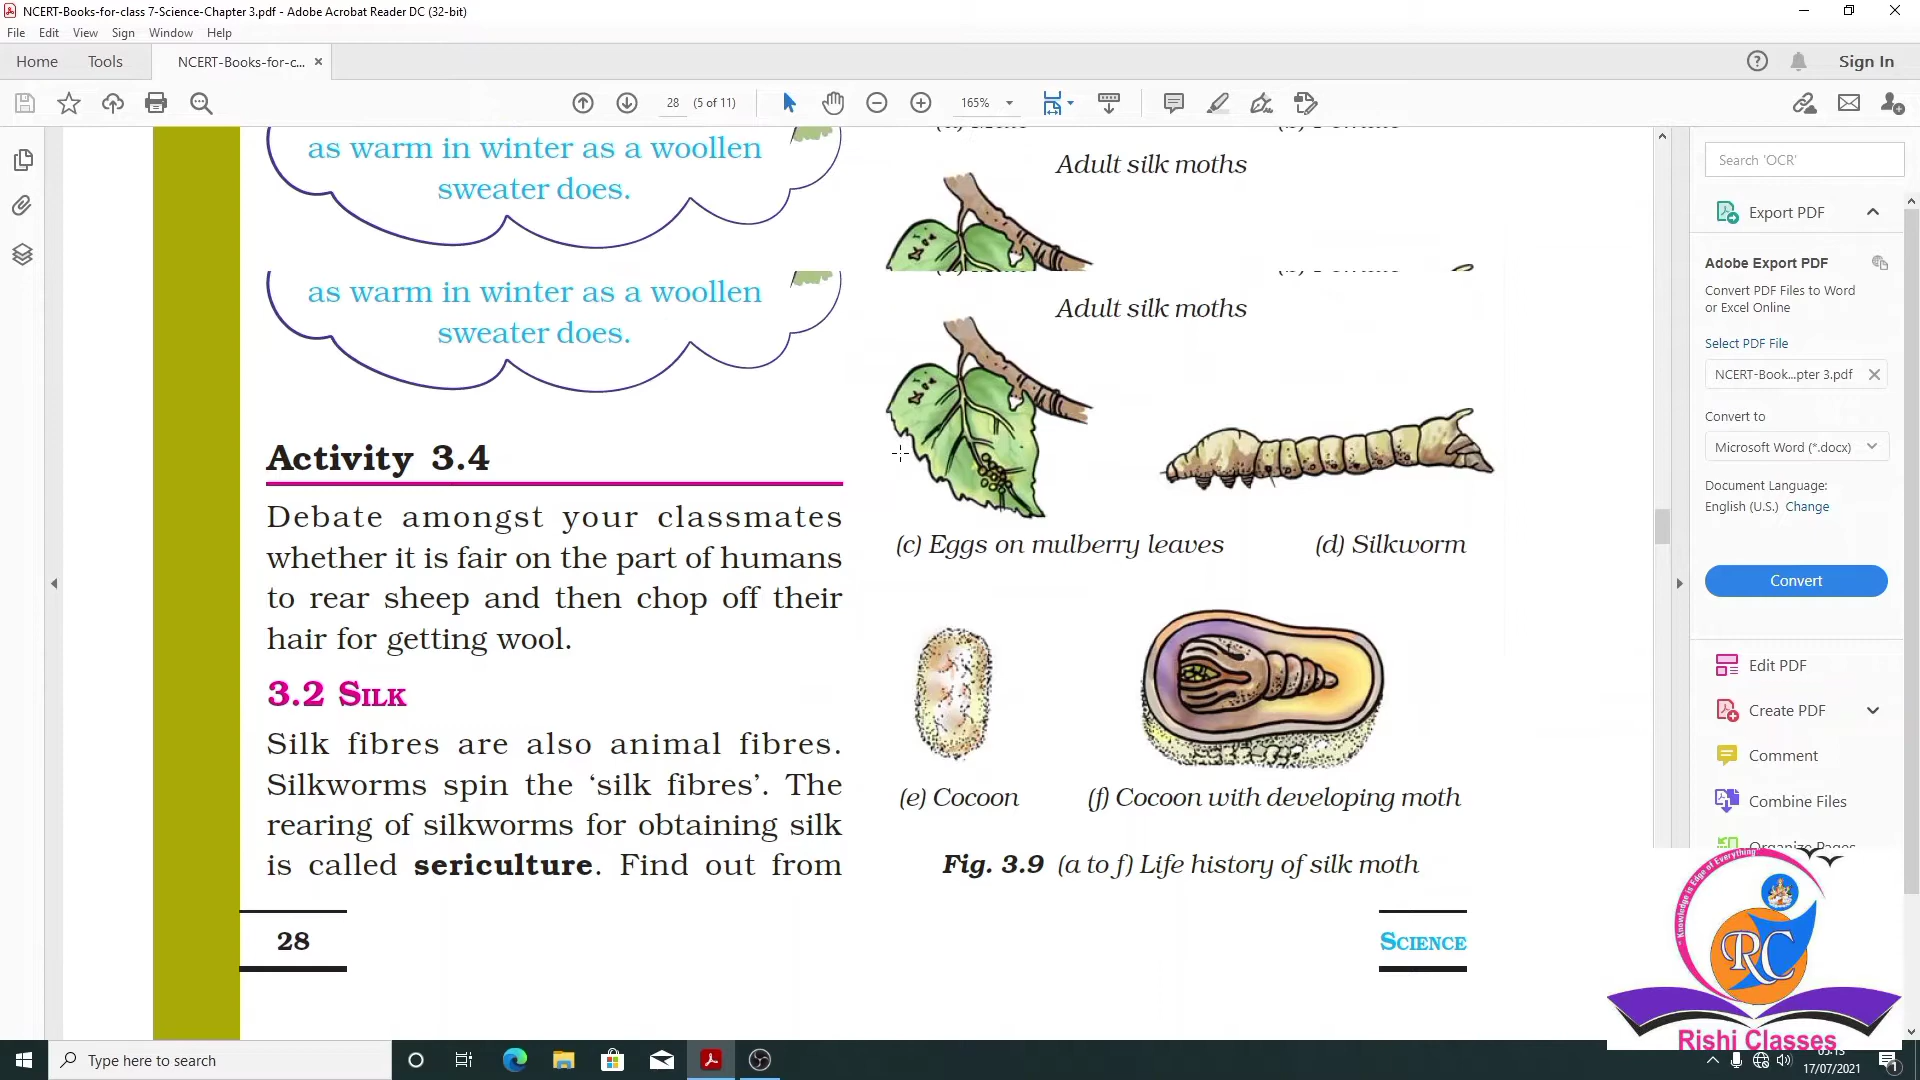 NCERT-Books-for-class 7-Science-Chapter 3.pdf - Adobe Acrobat Reader DC (32-bit)
File Edit View Sign Window Help
Home Tools NCERT-Books-for-c... ×
Sign In
28 (5 of 11) 165%
as warm in winter as a woollen
sweater does.
as warm in winter as a woollen
sweater does.
Activity 3.4
Debate amongst your classmates
whether it is fair on the part of humans
to rear sheep and then chop off their
hair for getting wool.
3.2 SILK
Silk fibres are also animal fibres.
Silkworms spin the ‘silk fibres’. The
rearing of silkworms for obtaining silk
is called sericulture. Find out from
28
Adult silk moths
Adult silk moths
(c) Eggs on mulberry leaves (d) Silkworm
(e) Cocoon (f) Cocoon with developing moth
Fig. 3.9 (a to f) Life history of silk moth
SCIENCE
Search 'OCR'
Export PDF
Adobe Export PDF
Convert PDF Files to Word
or Excel Online
Select PDF File
NCERT-Book...pter 3.pdf
Convert to
Microsoft Word (*.docx)
Document Language:
English (U.S.) Change
Convert
Edit PDF
Create PDF
Comment
Combine Files
Organize Pages
"Knowledge is Edge of Everything"
RC
Rishi Classes
Type here to search
05:13
17/07/2021
1